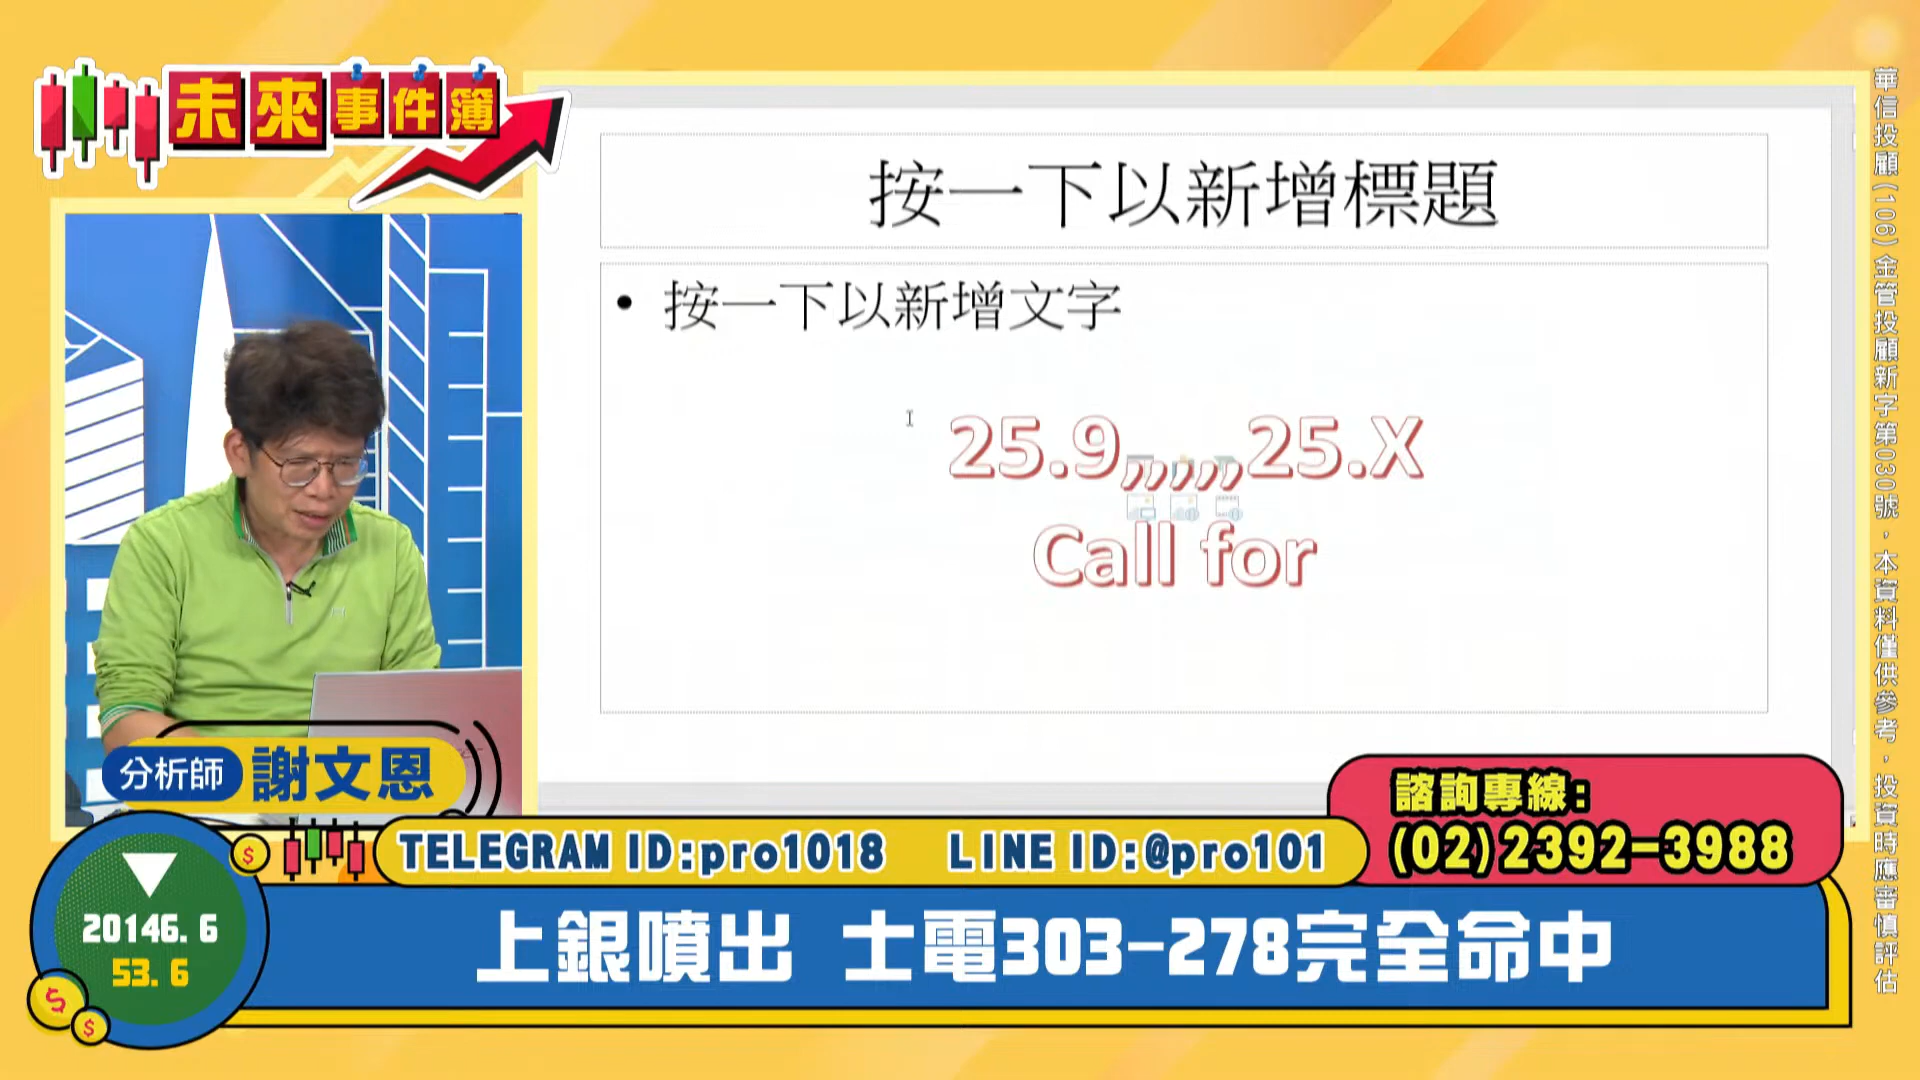 未來事件簿
按一下以新增標題
• 按一下以新增文字
25.9,,,,,25.X
Call for
分析師 謝文恩
諮詢專線:
(02)2392-3988
TELEGRAM ID:pro1018 LINE ID:@pro101
20146.6
53.6
上銀噴出 士電303-278完全命中
華信投顧(106)金管投顧新字第030號，本資料僅供參考，投資時應審慎評估